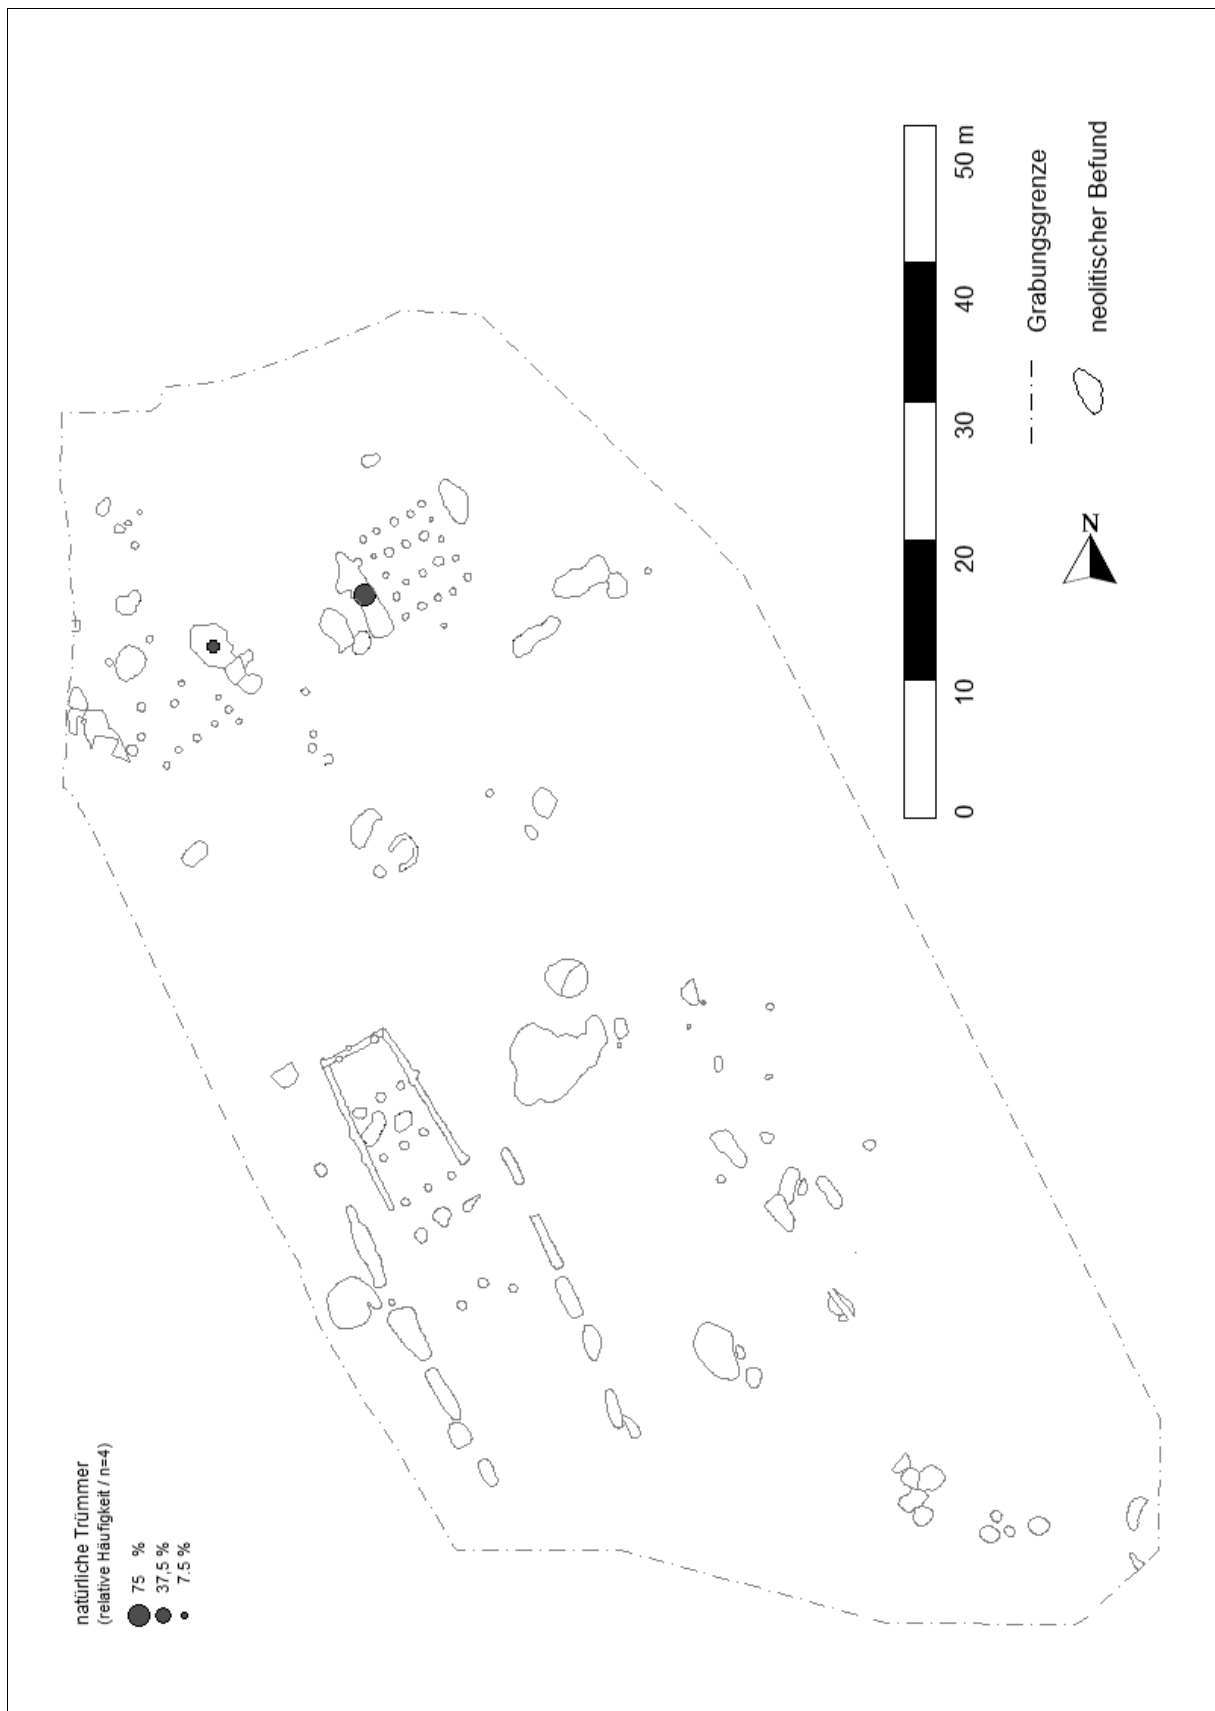 natürliche Trümmer
(relative Häufigkeit / n=4)
75 %
37,5 %
7.5 %
0
10
20
30
40
50 m
Grabungsgrenze
neolitischer Befund
N